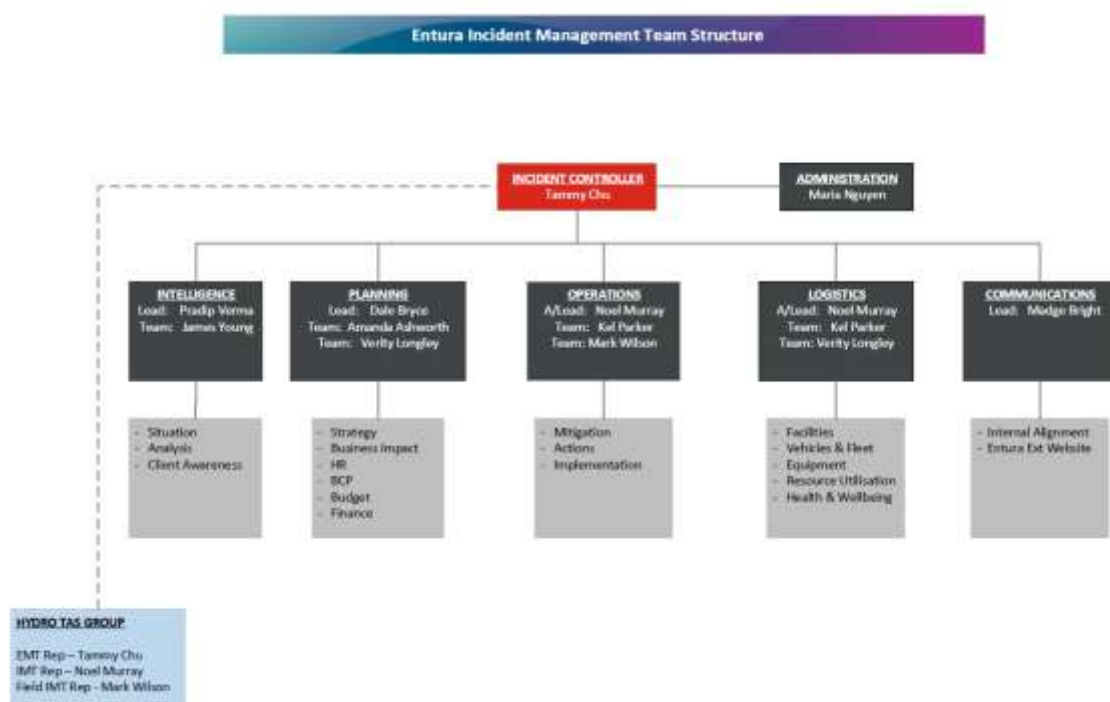 Entura Incident Management Team Structure
INCIDENT CONTROLLER
Tammy Chu
ADMINISTRATION
Maria Nguyen
INTELLIGENCE
Lead: Pradip Verma
Team: James Young
PLANNING
Lead: Dale Bryce
Team: Amanda Ashworth
Team: Verity Longley
OPERATIONS
A/Lead: Noel Murray
Team: Kel Parker
Team: Mark Wilson
LOGISTICS
A/Lead: Noel Murray
Team: Kel Parker
Team: Verity Longley
COMMUNICATIONS
Lead: Madge Bright
- Situation
- Analysis
- Client Awareness
- Strategy
- Business Impact
- HR
- BCP
- Budget
- Finance
- Mitigation
- Actions
- Implementation
- Facilities
- Vehicles & Fleet
- Equipment
- Resource Utilisation
- Health & Wellbeing
- Internal Alignment
- Entura Ext Website
HYDRO TAS GROUP
EMT Rep – Tammy Chu
IMT Rep – Noel Murray
Field IMT Rep - Mark Wilson